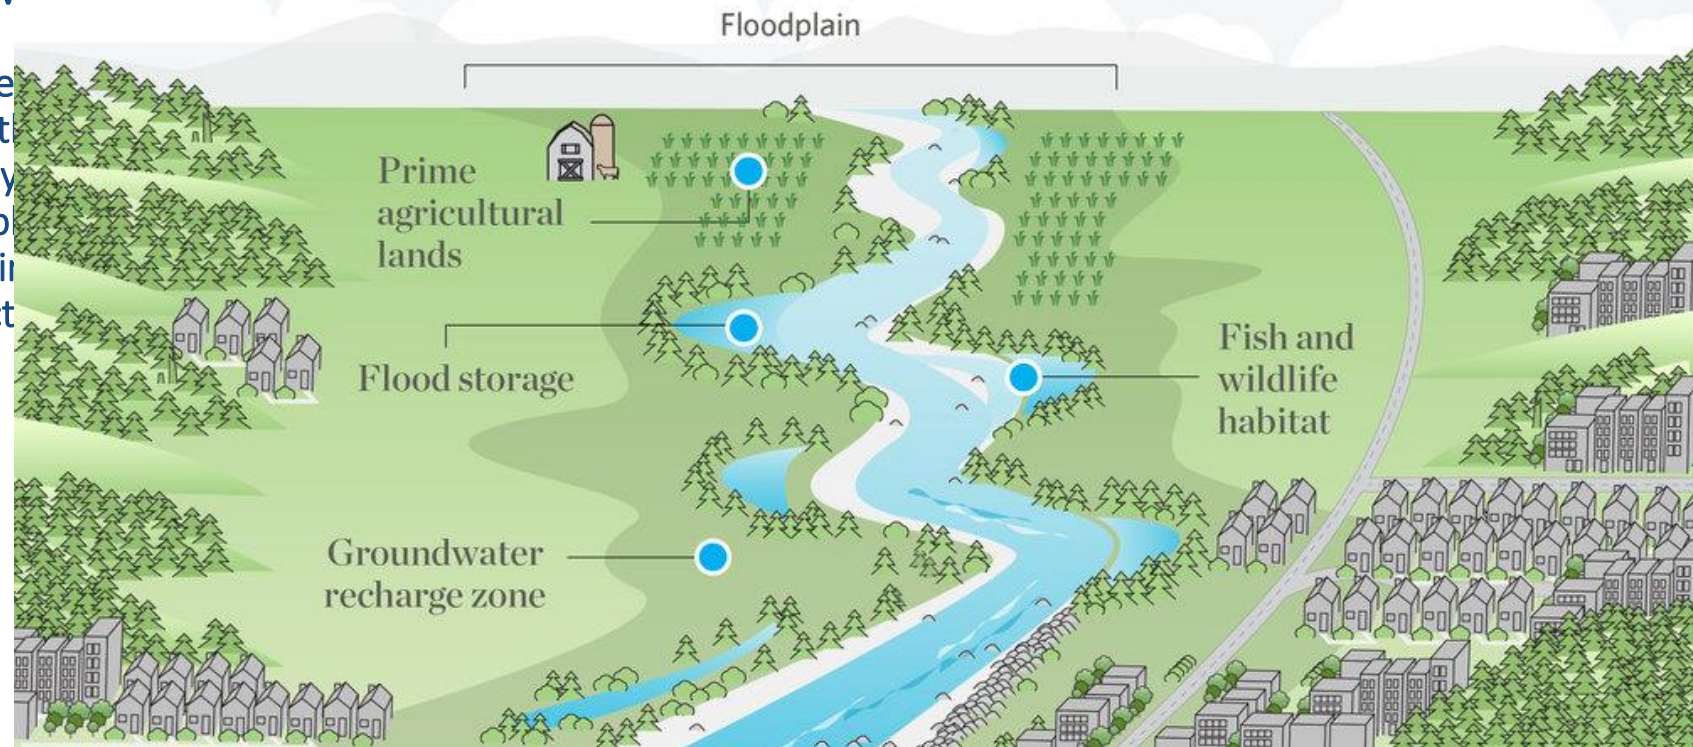 Floodplain
Prime
agricultural
lands
Flood storage
Fish and
wildlife
habitat
Groundwater
recharge zone